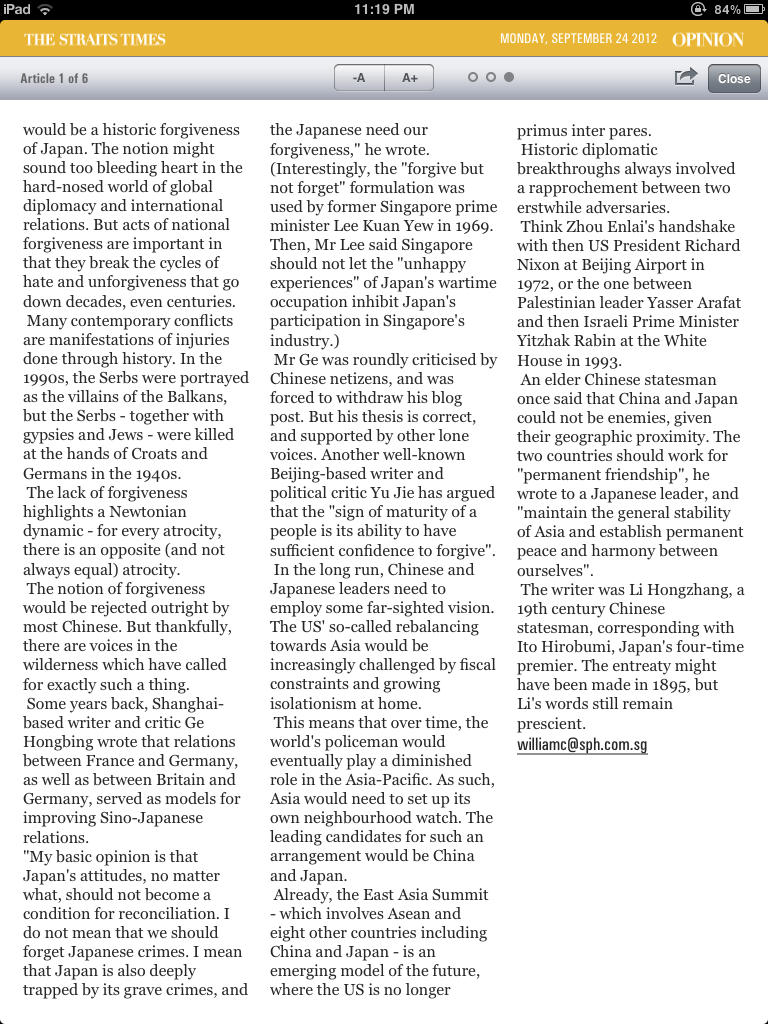 iPad 11:19 PM 84%
THE STRAITS TIMES MONDAY, SEPTEMBER 24 2012 OPINION
Article 1 of 6 -A A+ Close
would be a historic forgiveness
of Japan. The notion might
sound too bleeding heart in the
hard-nosed world of global
diplomacy and international
relations. But acts of national
forgiveness are important in
that they break the cycles of
hate and unforgiveness that go
down decades, even centuries.
Many contemporary conflicts
are manifestations of injuries
done through history. In the
1990s, the Serbs were portrayed
as the villains of the Balkans,
but the Serbs - together with
gypsies and Jews - were killed
at the hands of Croats and
Germans in the 1940s.
The lack of forgiveness
highlights a Newtonian
dynamic - for every atrocity,
there is an opposite (and not
always equal) atrocity.
The notion of forgiveness
would be rejected outright by
most Chinese. But thankfully,
there are voices in the
wilderness which have called
for exactly such a thing.
Some years back, Shanghai-
based writer and critic Ge
Hongbing wrote that relations
between France and Germany,
as well as between Britain and
Germany, served as models for
improving Sino-Japanese
relations.
"My basic opinion is that
Japan's attitudes, no matter
what, should not become a
condition for reconciliation. I
do not mean that we should
forget Japanese crimes. I mean
that Japan is also deeply
trapped by its grave crimes, and
the Japanese need our
forgiveness," he wrote.
(Interestingly, the "forgive but
not forget" formulation was
used by former Singapore prime
minister Lee Kuan Yew in 1969.
Then, Mr Lee said Singapore
should not let the "unhappy
experiences" of Japan's wartime
occupation inhibit Japan's
participation in Singapore's
industry.)
Mr Ge was roundly criticised by
Chinese netizens, and was
forced to withdraw his blog
post. But his thesis is correct,
and supported by other lone
voices. Another well-known
Beijing-based writer and
political critic Yu Jie has argued
that the "sign of maturity of a
people is its ability to have
sufficient confidence to forgive".
In the long run, Chinese and
Japanese leaders need to
employ some far-sighted vision.
The US' so-called rebalancing
towards Asia would be
increasingly challenged by fiscal
constraints and growing
isolationism at home.
This means that over time, the
world's policeman would
eventually play a diminished
role in the Asia-Pacific. As such,
Asia would need to set up its
own neighbourhood watch. The
leading candidates for such an
arrangement would be China
and Japan.
Already, the East Asia Summit
- which involves Asean and
eight other countries including
China and Japan - is an
emerging model of the future,
where the US is no longer
primus inter pares.
Historic diplomatic
breakthroughs always involved
a rapprochement between two
erstwhile adversaries.
Think Zhou Enlai's handshake
with then US President Richard
Nixon at Beijing Airport in
1972, or the one between
Palestinian leader Yasser Arafat
and then Israeli Prime Minister
Yitzhak Rabin at the White
House in 1993.
An elder Chinese statesman
once said that China and Japan
could not be enemies, given
their geographic proximity. The
two countries should work for
"permanent friendship", he
wrote to a Japanese leader, and
"maintain the general stability
of Asia and establish permanent
peace and harmony between
ourselves".
The writer was Li Hongzhang, a
19th century Chinese
statesman, corresponding with
Ito Hirobumi, Japan's four-time
premier. The entreaty might
have been made in 1895, but
Li's words still remain
prescient.
williamc@sph.com.sg